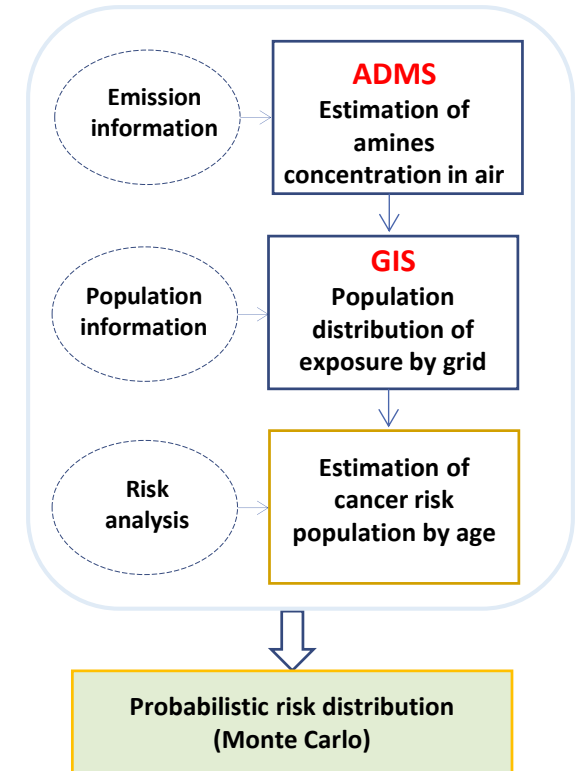 Emission
information
ADMS
Estimation of
amines
concentration in air
Population
information
GIS
Population
distribution of
exposure by grid
Risk
analysis
Estimation of
cancer risk
population by age
Probabilistic risk distribution
(Monte Carlo)